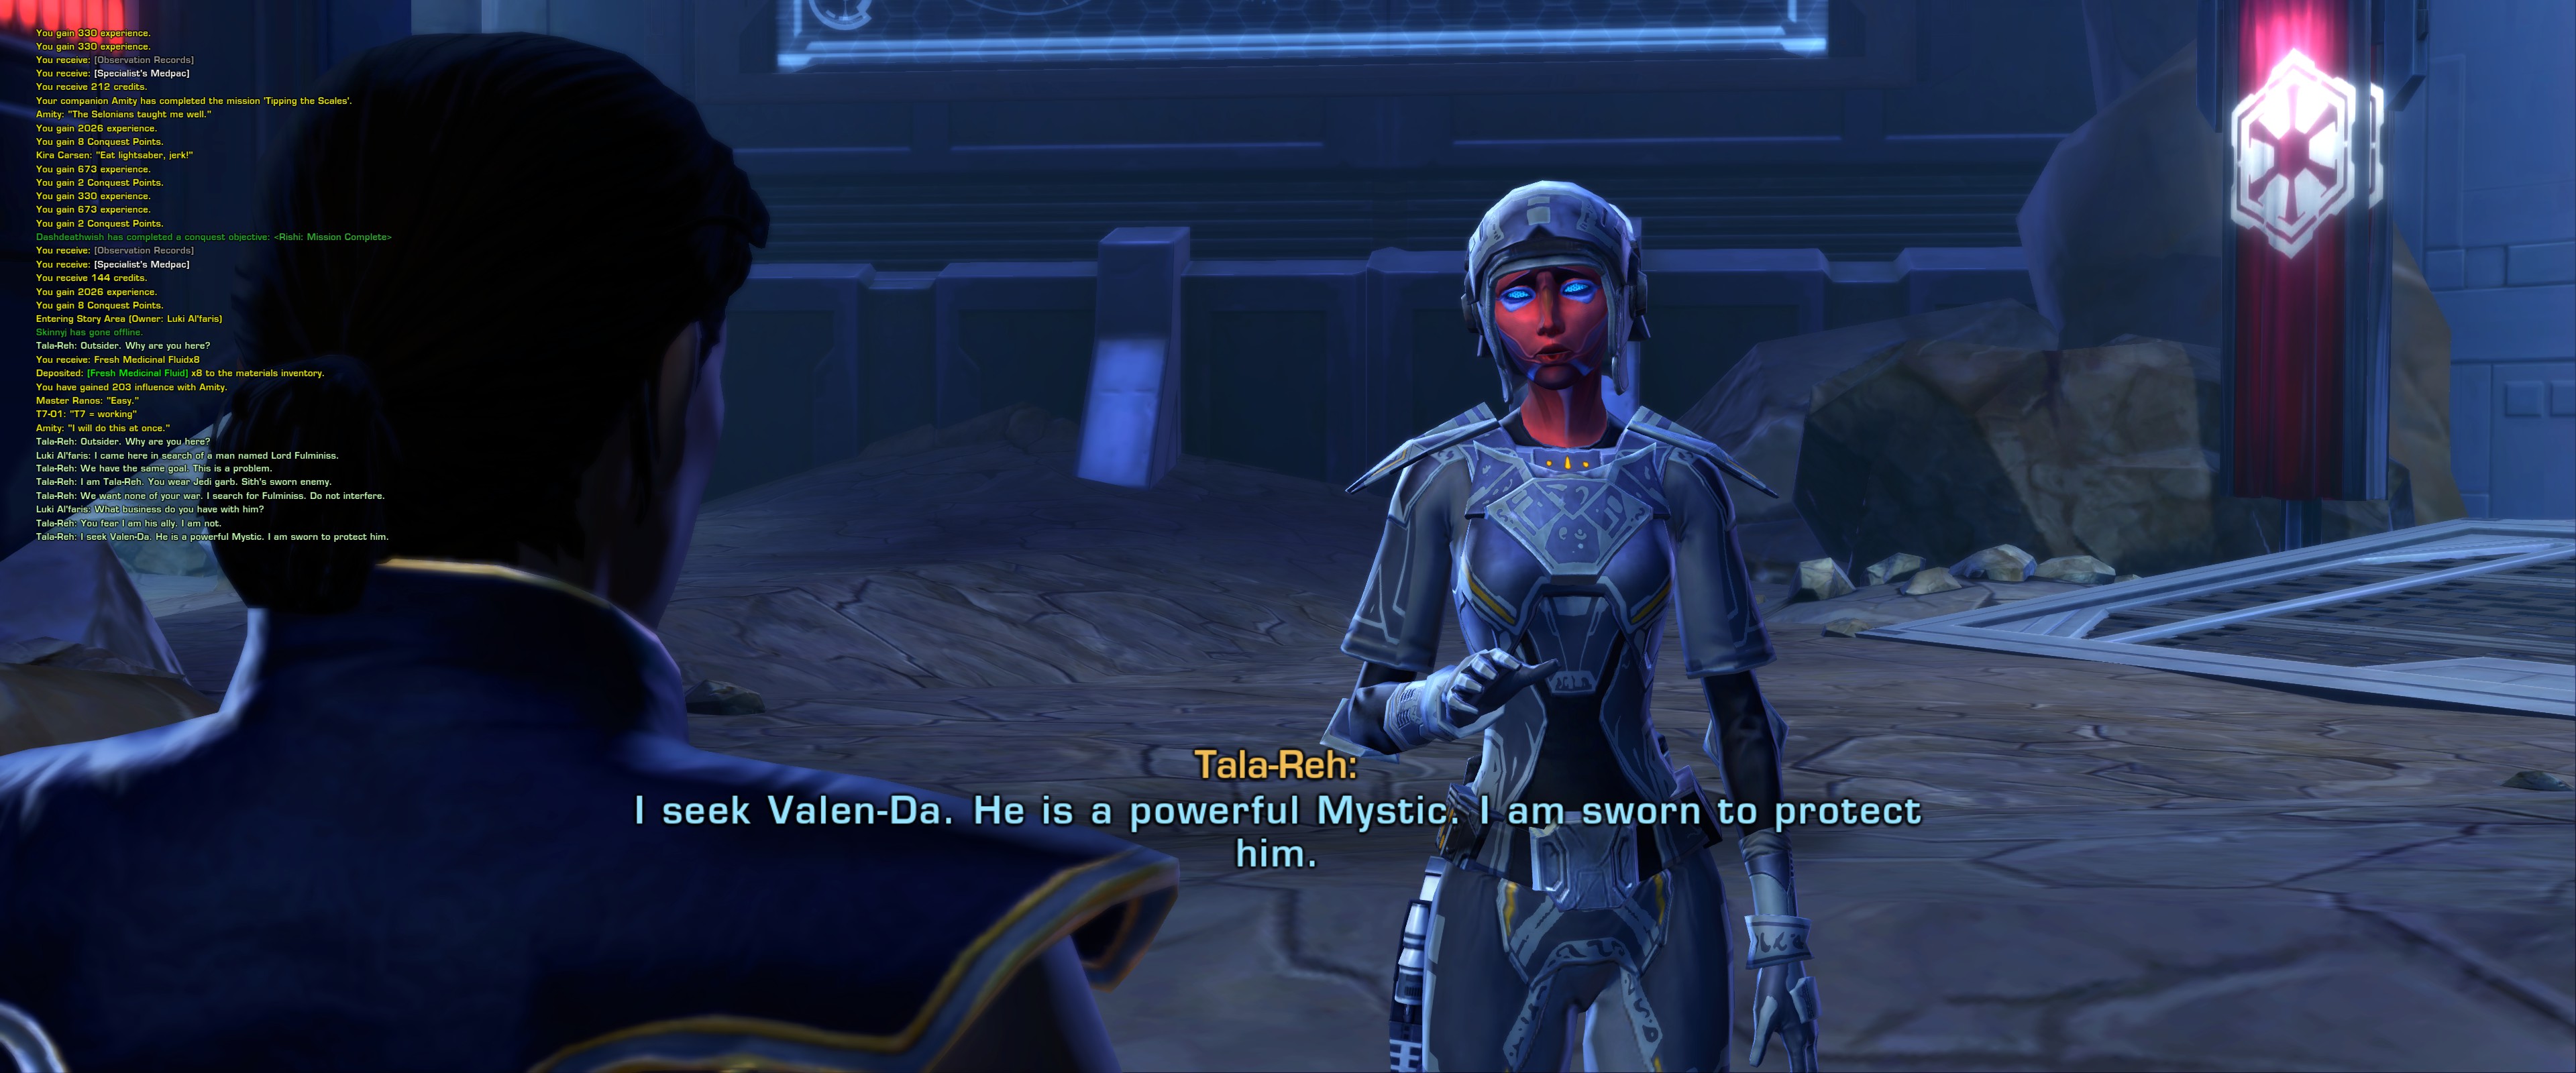 You gain 330 experience.
You gain 330 experience.
You receive: [Observation Records]
You receive: [Specialist's Medpac]
You receive 212 credits.
Your companion Amity has completed the mission 'Tipping the Scales'.
Amity: "The Selonians taught me well."
You gain 2026 experience.
You gain 8 Conquest Points.
Kira Carsen: "Eat lightsaber, jerk!"
You gain 673 experience.
You gain 2 Conquest Points.
You gain 330 experience.
You gain 673 experience.
You gain 2 Conquest Points.
Dashdeathwish has completed a conquest objective: <Rishi: Mission Complete>
You receive: [Observation Records]
You receive: [Specialist's Medpac]
You receive 144 credits.
You gain 2026 experience.
You gain 8 Conquest Points.
Entering Story Area (Owner: Luki Al'faris)
Skinnyj has gone offline.
Tala-Reh: Outsider. Why are you here?
You receive: Fresh Medicinal Fluidx8
Deposited: [Fresh Medicinal Fluid] x8 to the materials inventory.
You have gained 203 influence with Amity.
Master Ranos: "Easy."
T7-01: "T7 = working"
Amity: "I will do this at once."
Tala-Reh: Outsider. Why are you here?
Luki Al'faris: I came here in search of a man named Lord Fulminiss.
Tala-Reh: We have the same goal. This is a problem.
Tala-Reh: I am Tala-Reh. You wear Jedi garb. Sith's sworn enemy.
Tala-Reh: We want none of your war. I search for Fulminiss. Do not interfere.
Luki Al'faris: What business do you have with him?
Tala-Reh: You fear I am his ally. I am not.
Tala-Reh: I seek Valen-Da. He is a powerful Mystic. I am sworn to protect him.
Tala-Reh:
I seek Valen-Da. He is a powerful Mystic. I am sworn to protect
him.